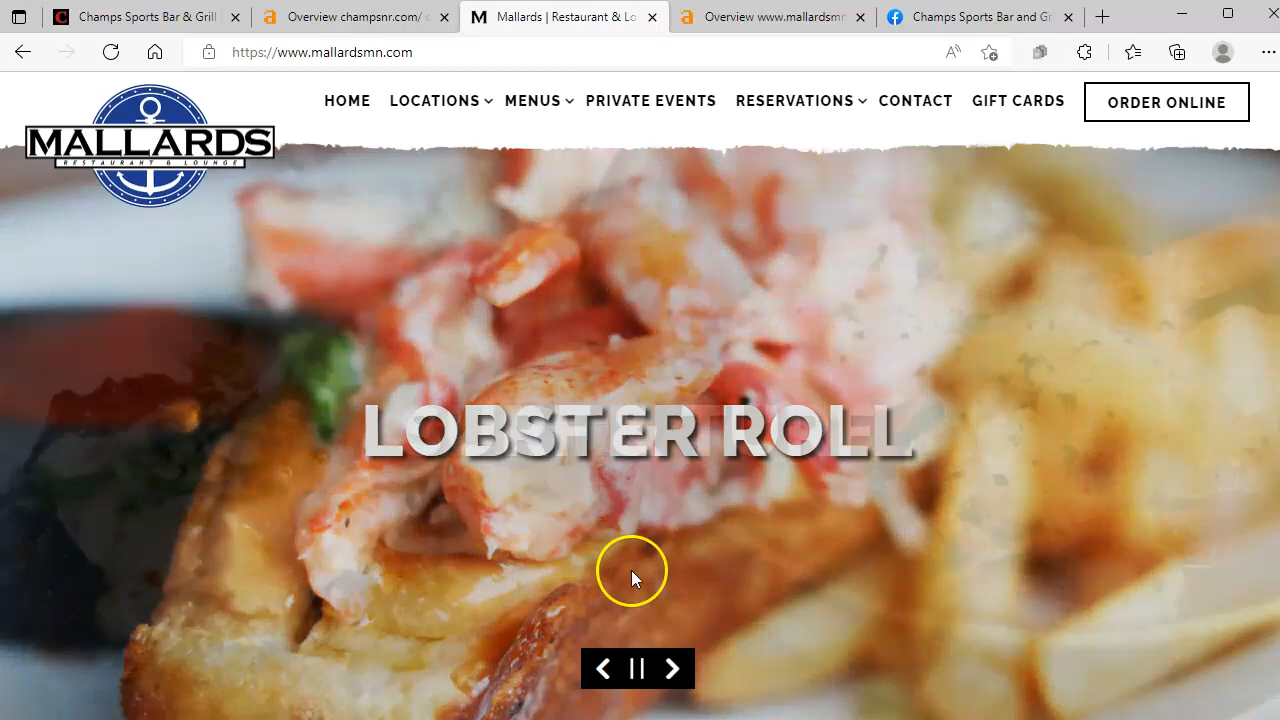 Champs Sports Bar & Grill
Overview champsnr.com/
Mallards | Restaurant & Lo
Overview www.mallardsmn
Champs Sports Bar and Gr
https://www.mallardsmn.com
MALLARDS
RESTAURANT & LOUNGE
HOME LOCATIONS MENUS PRIVATE EVENTS RESERVATIONS CONTACT GIFT CARDS ORDER ONLINE
LOBSTER ROLL